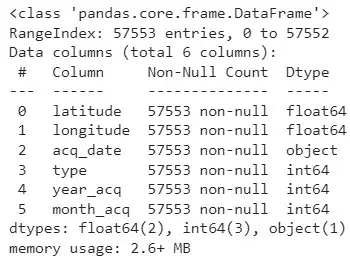 <class 'pandas.core.frame.DataFrame'>
RangeIndex: 57553 entries, 0 to 57552
Data columns (total 6 columns):
 #   Column     Non-Null Count  Dtype
---  ------     --------------  -----
 0   latitude   57553 non-null  float64
 1   longitude  57553 non-null  float64
 2   acq_date   57553 non-null  object
 3   type       57553 non-null  int64
 4   year_acq   57553 non-null  int64
 5   month_acq  57553 non-null  int64
dtypes: float64(2), int64(3), object(1)
memory usage: 2.6+ MB